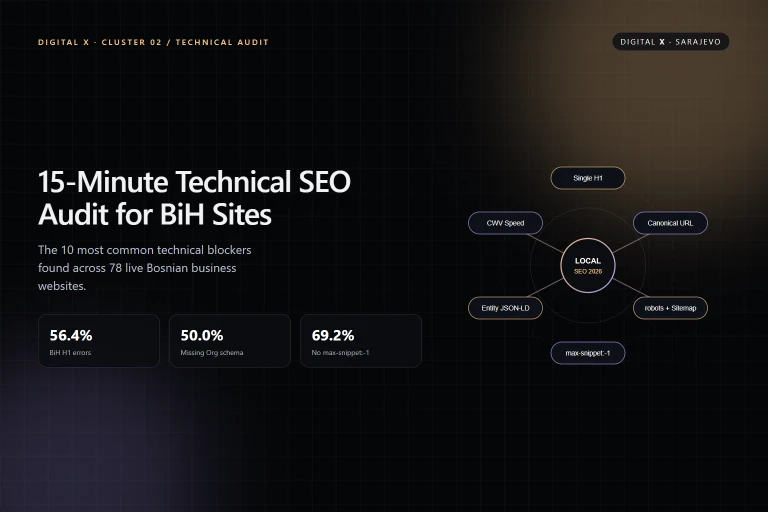 DIGITAL X · CLUSTER 02 / TECHNICAL AUDIT
DIGITAL X · SARAJEVO
15-Minute Technical SEO
Audit for BiH Sites
The 10 most common technical blockers
found across 78 live Bosnian business
websites.
56.4%
BiH H1 errors
50.0%
Missing Org schema
69.2%
No max-snippet:-1
Single H1
CWV Speed
Canonical URL
LOCAL
SEO 2026
Entity JSON-LD
robots + Sitemap
max-snippet:-1